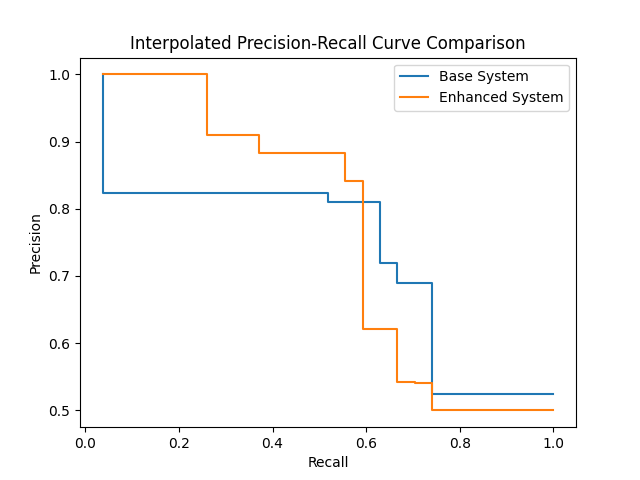 Interpolated Precision-Recall Curve Comparison
Base System
Enhanced System
1.0
0.9
0.8
0.7
0.6
0.5
Precision
0.0 0.2 0.4 0.6 0.8 1.0
Recall